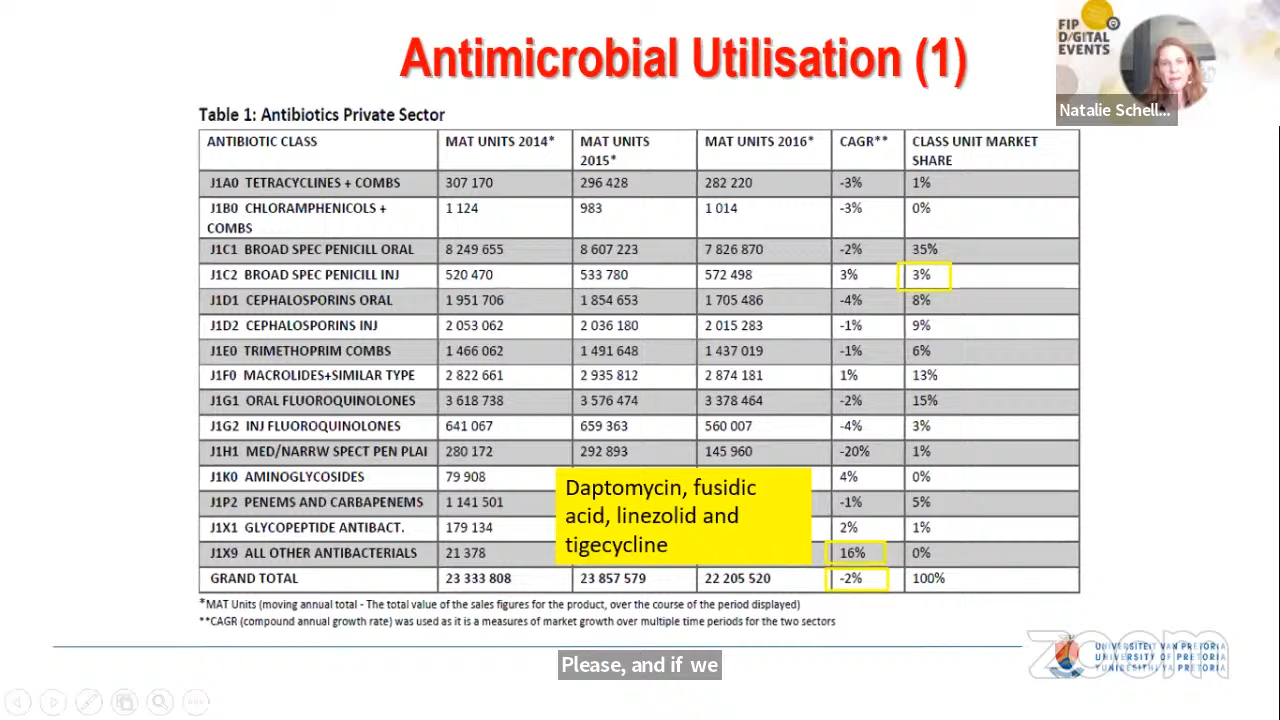 Antimicrobial Utilisation (1)
FIP
D/GITAL
EVENTS
Natalie Schell...
Table 1: Antibiotics Private Sector
ANTIBIOTIC CLASS MAT UNITS 2014* MAT UNITS 2015* MAT UNITS 2016* CAGR** CLASS UNIT MARKET SHARE
J1A0 TETRACYCLINES + COMBS 307 170 296 428 282 220 -3% 1%
J1B0 CHLORAMPHENICOLS + COMBS 1 124 983 1 014 -3% 0%
J1C1 BROAD SPEC PENICILL ORAL 8 249 655 8 607 223 7 826 870 -2% 35%
J1C2 BROAD SPEC PENICILL INJ 520 470 533 780 572 498 3% 3%
J1D1 CEPHALOSPORINS ORAL 1 951 706 1 854 653 1 705 486 -4% 8%
J1D2 CEPHALOSPORINS INJ 2 053 062 2 036 180 2 015 283 -1% 9%
J1E0 TRIMETHOPRIM COMBS 1 466 062 1 491 648 1 437 019 -1% 6%
J1F0 MACROLIDES+SIMILAR TYPE 2 822 661 2 935 812 2 874 181 1% 13%
J1G1 ORAL FLUOROQUINOLONES 3 618 738 3 576 474 3 378 464 -2% 15%
J1G2 INJ FLUOROQUINOLONES 641 067 659 363 560 007 -4% 3%
J1H1 MED/NARRW SPECT PEN PLAI 280 172 292 893 145 960 -20% 1%
J1K0 AMINOGLYCOSIDES 79 908 4% 0%
J1P2 PENEMS AND CARBAPENEMS 1 141 501 -1% 5%
J1X1 GLYCOPEPTIDE ANTIBACT. 179 134 2% 1%
J1X9 ALL OTHER ANTIBACTERIALS 21 378 16% 0%
Daptomycin, fusidic
acid, linezolid and
tigecycline
GRAND TOTAL 23 333 808 23 857 579 22 205 520 -2% 100%
*MAT Units (moving annual total - The total value of the sales figures for the product, over the course of the period displayed)
**CAGR (compound annual growth rate) was used as it is a measures of market growth over multiple time periods for the two sectors
zoom
UNIVERSITEIT VAN PRETORIA
UNIVERSITY OF PRETORIA
YUNIBESITHI YA PRETORIA
Please, and if we